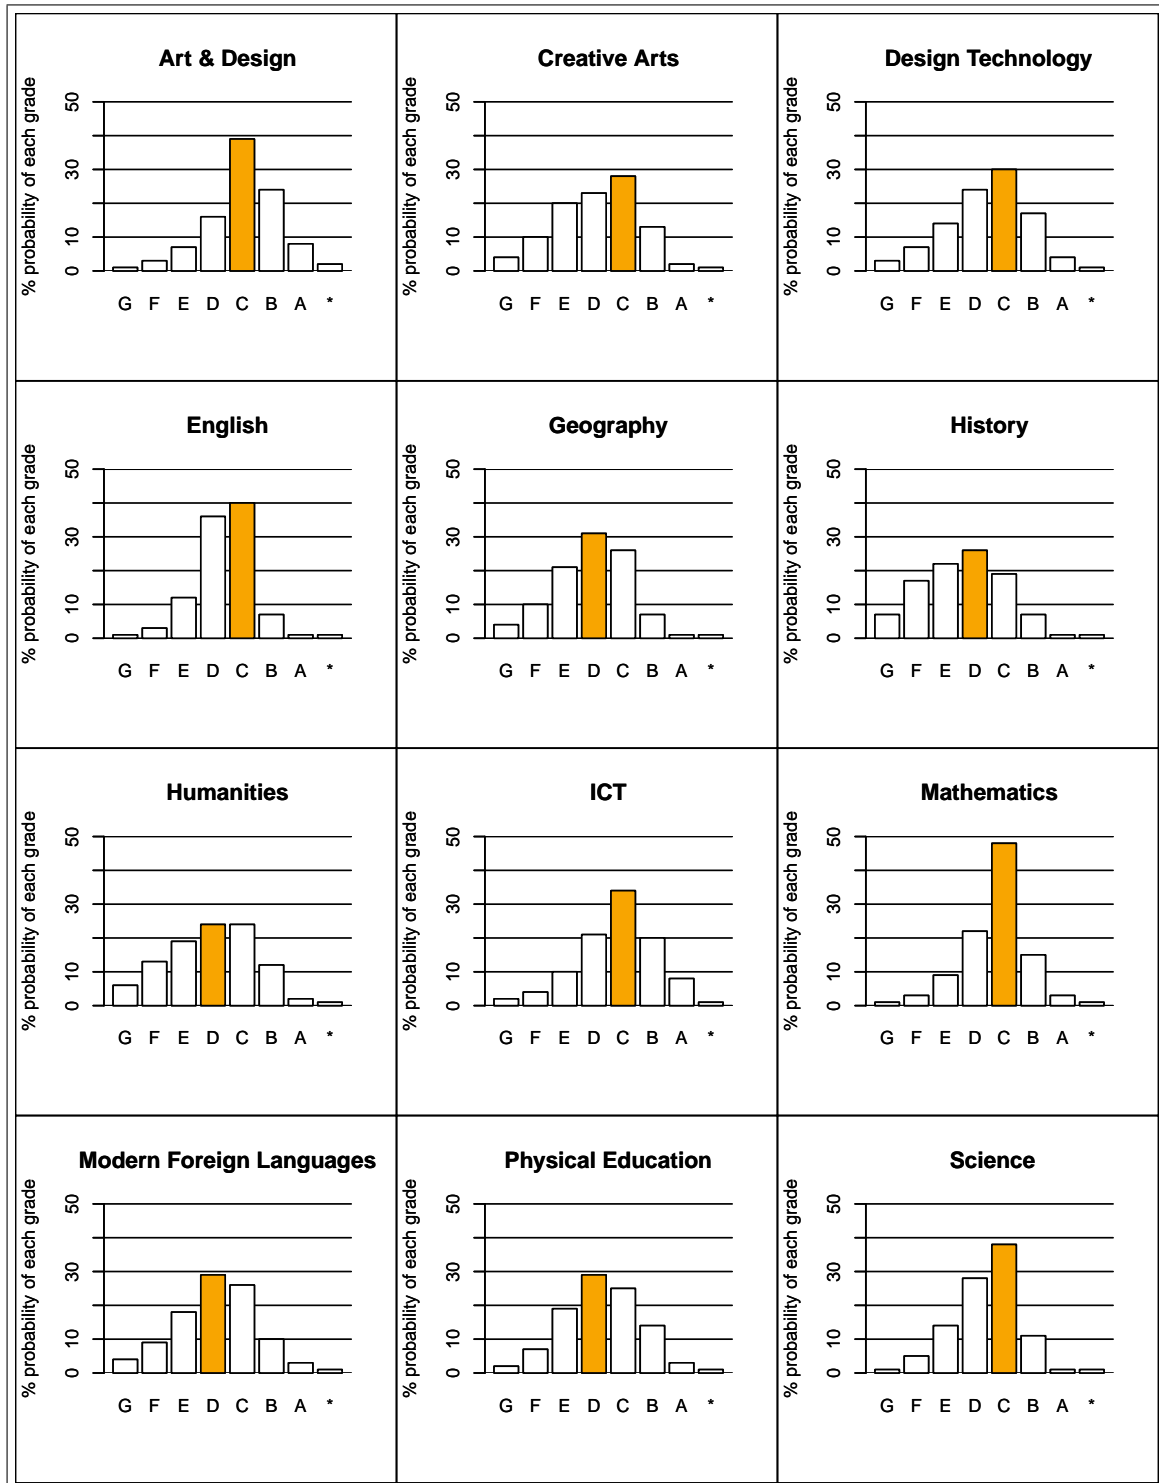 Art & Design
% probability of each grade
50
30
10
0
G F E D C B A *
Creative Arts
% probability of each grade
50
30
10
0
G F E D C B A *
Design Technology
% probability of each grade
50
30
10
0
G F E D C B A *
English
% probability of each grade
50
30
10
0
G F E D C B A *
Geography
% probability of each grade
50
30
10
0
G F E D C B A *
History
% probability of each grade
50
30
10
0
G F E D C B A *
Humanities
% probability of each grade
50
30
10
0
G F E D C B A *
ICT
% probability of each grade
50
30
10
0
G F E D C B A *
Mathematics
% probability of each grade
50
30
10
0
G F E D C B A *
Modern Foreign Languages
% probability of each grade
50
30
10
0
G F E D C B A *
Physical Education
% probability of each grade
50
30
10
0
G F E D C B A *
Science
% probability of each grade
50
30
10
0
G F E D C B A *